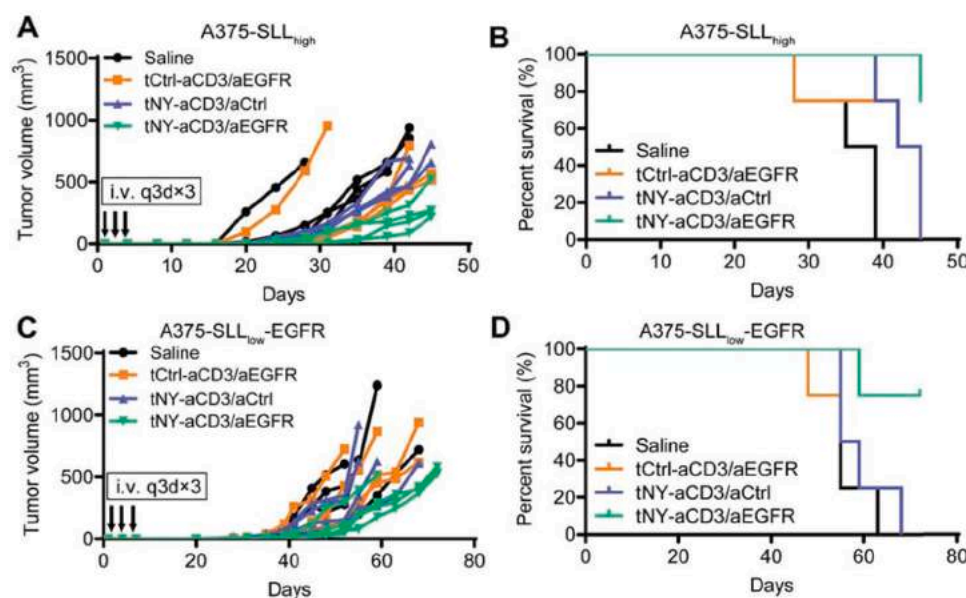 A
A375-SLLhigh
Tumor volume (mm³)
1500
1000
500
0
Saline
tCtrl-aCD3/aEGFR
tNY-aCD3/aCtrl
tNY-aCD3/aEGFR
i.v. q3d×3
0 10 20 30 40 50
Days
B
A375-SLLhigh
Percent survival (%)
100
80
60
40
20
0
Saline
tCtrl-aCD3/aEGFR
tNY-aCD3/aCtrl
tNY-aCD3/aEGFR
0 10 20 30 40 50
Days
C
A375-SLLlow-EGFR
Tumor volume (mm³)
1500
1000
500
0
Saline
tCtrl-aCD3/aEGFR
tNY-aCD3/aCtrl
tNY-aCD3/aEGFR
i.v. q3d×3
0 20 40 60 80
Days
D
A375-SLLlow-EGFR
Percent survival (%)
100
80
60
40
20
0
Saline
tCtrl-aCD3/aEGFR
tNY-aCD3/aCtrl
tNY-aCD3/aEGFR
0 20 40 60 80
Days